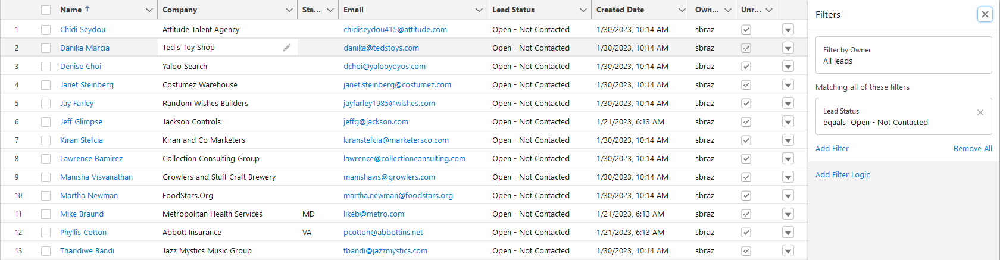 Name ↑ Company Sta... Email Lead Status Created Date Own... Unr...
1 Chidi Seydou Attitude Talent Agency chidiseydou415@attitude.com Open - Not Contacted 1/30/2023, 10:14 AM sbraz
2 Danika Marcia Ted's Toy Shop danika@tedstoys.com Open - Not Contacted 1/30/2023, 10:14 AM sbraz
3 Denise Choi Yaloo Search dchoi@yalooyoyos.com Open - Not Contacted 1/30/2023, 10:14 AM sbraz
4 Janet Steinberg Costumez Warehouse janet.steinberg@costumez.com Open - Not Contacted 1/30/2023, 10:14 AM sbraz
5 Jay Farley Random Wishes Builders jayfarley1985@wishes.com Open - Not Contacted 1/30/2023, 10:14 AM sbraz
6 Jeff Glimpse Jackson Controls jeffg@jackson.com Open - Not Contacted 1/21/2023, 6:13 AM sbraz
7 Kiran Stefcia Kiran and Co Marketers kiranstefcia@marketersco.com Open - Not Contacted 1/30/2023, 10:14 AM sbraz
8 Lawrence Ramirez Collection Consulting Group lawrence@collectionconsulting.com Open - Not Contacted 1/30/2023, 10:14 AM sbraz
9 Manisha Visvanathan Growlers and Stuff Craft Brewery manishavis@growlers.com Open - Not Contacted 1/30/2023, 10:14 AM sbraz
10 Martha Newman FoodStars.Org martha.newman@foodstars.org Open - Not Contacted 1/30/2023, 10:14 AM sbraz
11 Mike Braund Metropolitan Health Services MD likeb@metro.com Open - Not Contacted 1/21/2023, 6:13 AM sbraz
12 Phyllis Cotton Abbott Insurance VA pcotton@abbottins.net Open - Not Contacted 1/21/2023, 6:13 AM sbraz
13 Thandiwe Bandi Jazz Mystics Music Group tbandi@jazzmystics.com Open - Not Contacted 1/30/2023, 10:14 AM sbraz
Filters
Filter by Owner
All leads
Matching all of these filters
Lead Status
equals Open - Not Contacted
Add Filter Remove All
Add Filter Logic